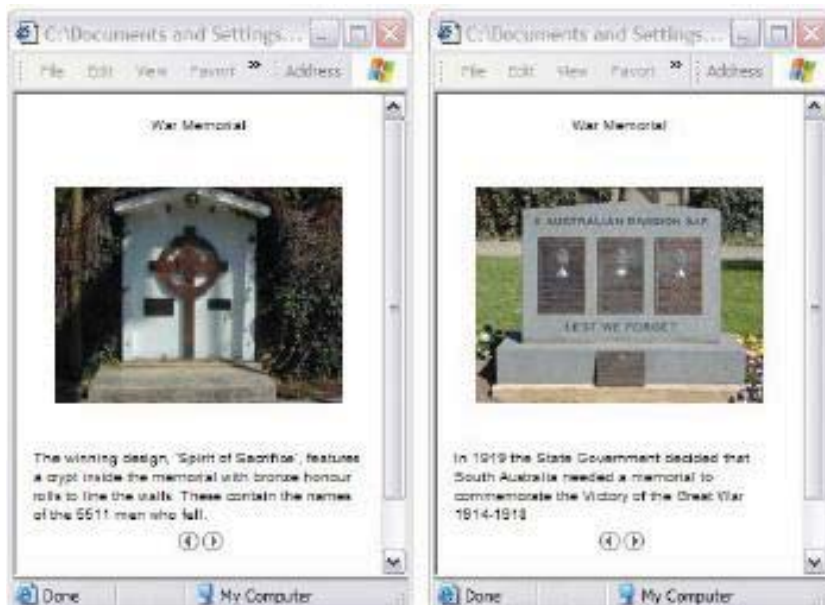 C:\Documents and Settings...
File Edit View Favori » Address
War Memorial
The winning design, 'Spirit of Sacrifice', features
a crypt inside the memorial with bronze honour
rolls to line the walls. These contain the names
of the 5511 men who fell.
Done My Computer
C:\Documents and Settings...
File Edit View Favori » Address
War Memorial
AUSTRALIAN DIVISION
LEST WE FORGET
In 1919 the State Government decided that
South Australia needed a memorial to
commemorate the Victory of the Great War
1914-1918
Done My Computer